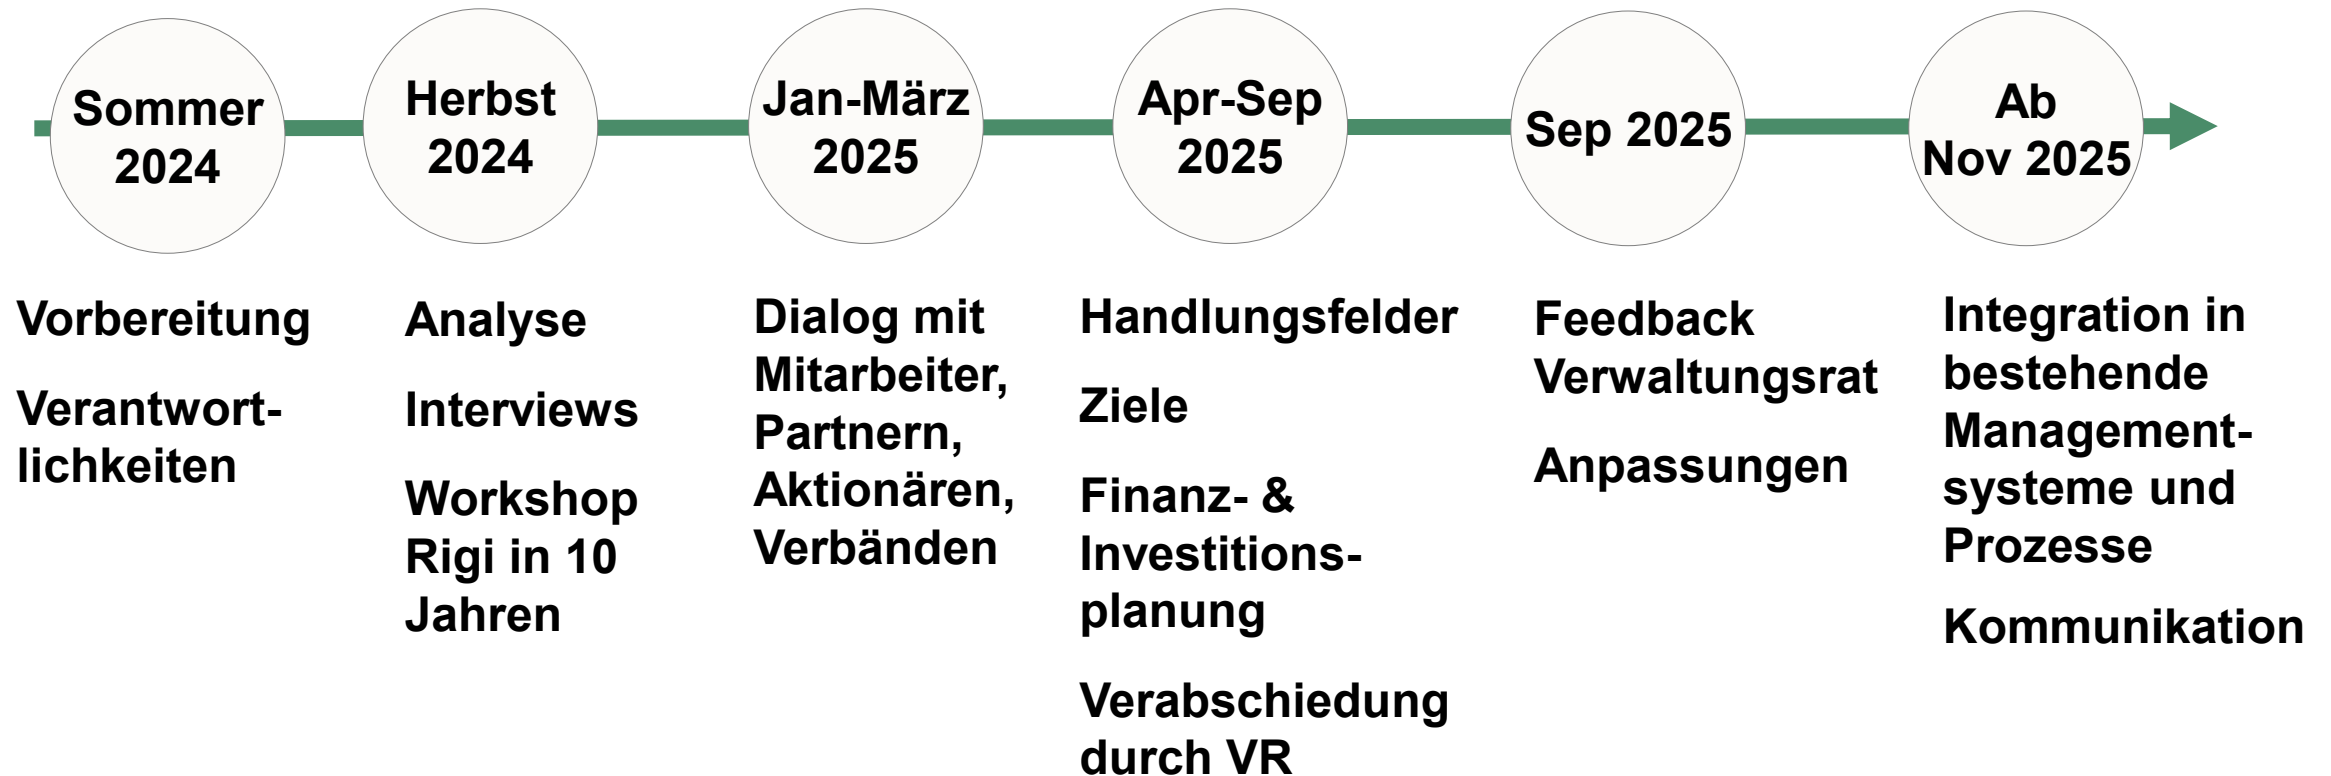 Sommer
2024
Herbst
2024
Jan-März
2025
Apr-Sep
2025
Sep 2025
Ab
Nov 2025
Vorbereitung
Verantwort-
lichkeiten
Analyse
Interviews
Workshop
Rigi in 10
Jahren
Dialog mit
Mitarbeiter,
Partnern,
Aktionären,
Verbänden
Handlungsfelder
Ziele
Finanz- &
Investitions-
planung
Verabschiedung
durch VR
Feedback
Verwaltungsrat
Anpassungen
Integration in
bestehende
Management-
systeme und
Prozesse
Kommunikation